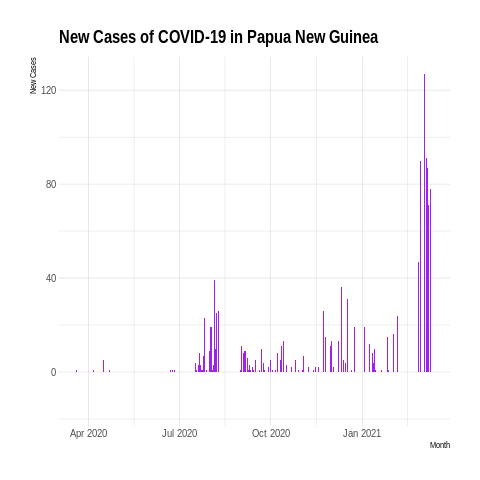 New Cases of COVID-19 in Papua New Guinea
New Cases
120
80
40
0
Apr 2020 Jul 2020 Oct 2020 Jan 2021
Month